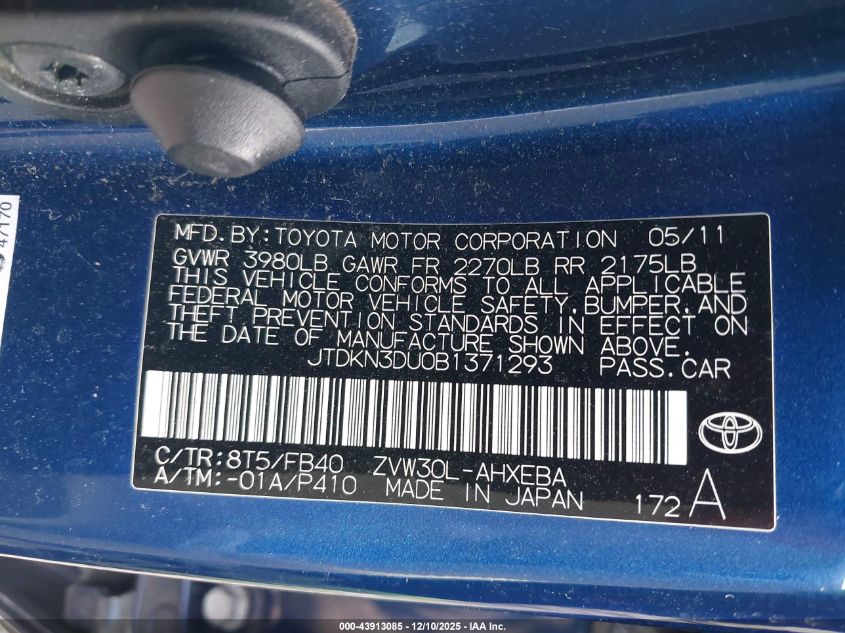 47170
MFD.BY:TOYOTA MOTOR CORPORATION 05/11
GVWR 3980LB GAWR FR 2270LB RR 2175LB
THIS VEHICLE CONFORMS TO ALL APPLICABLE
FEDERAL MOTOR VEHICLE SAFETY,BUMPER,AND
THEFT PREVENTION STANDARDS IN EFFECT ON
THE DATE OF MANUFACTURE SHOWN ABOVE.
JTDKN3DU0B1371293 PASS.CAR
C/TR:8T5/FB40 ZVW30L-AHXEBA
A/TM:-01A/P410 MADE IN JAPAN 172 A
000-43913085 - 12/10/2025 - IAA Inc.